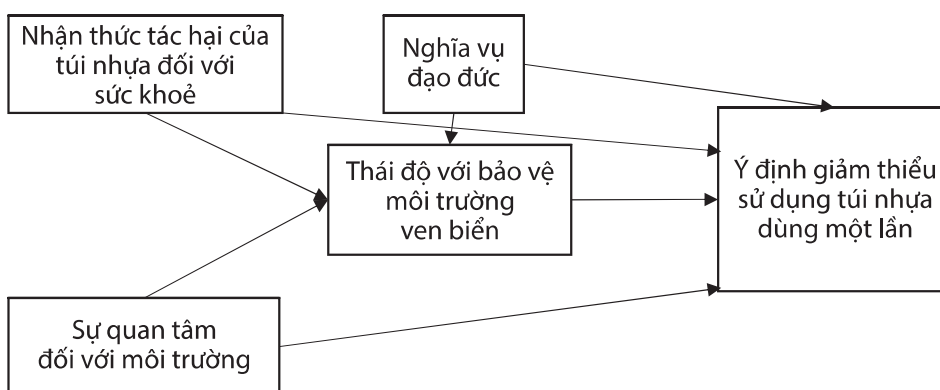 Nhận thức tác hại của
túi nhựa đối với
sức khoẻ
Nghĩa vụ
đạo đức
Thái độ với bảo vệ
môi trường
ven biển
Ý định giảm thiểu
sử dụng túi nhựa
dùng một lần
Sự quan tâm
đối với môi trường